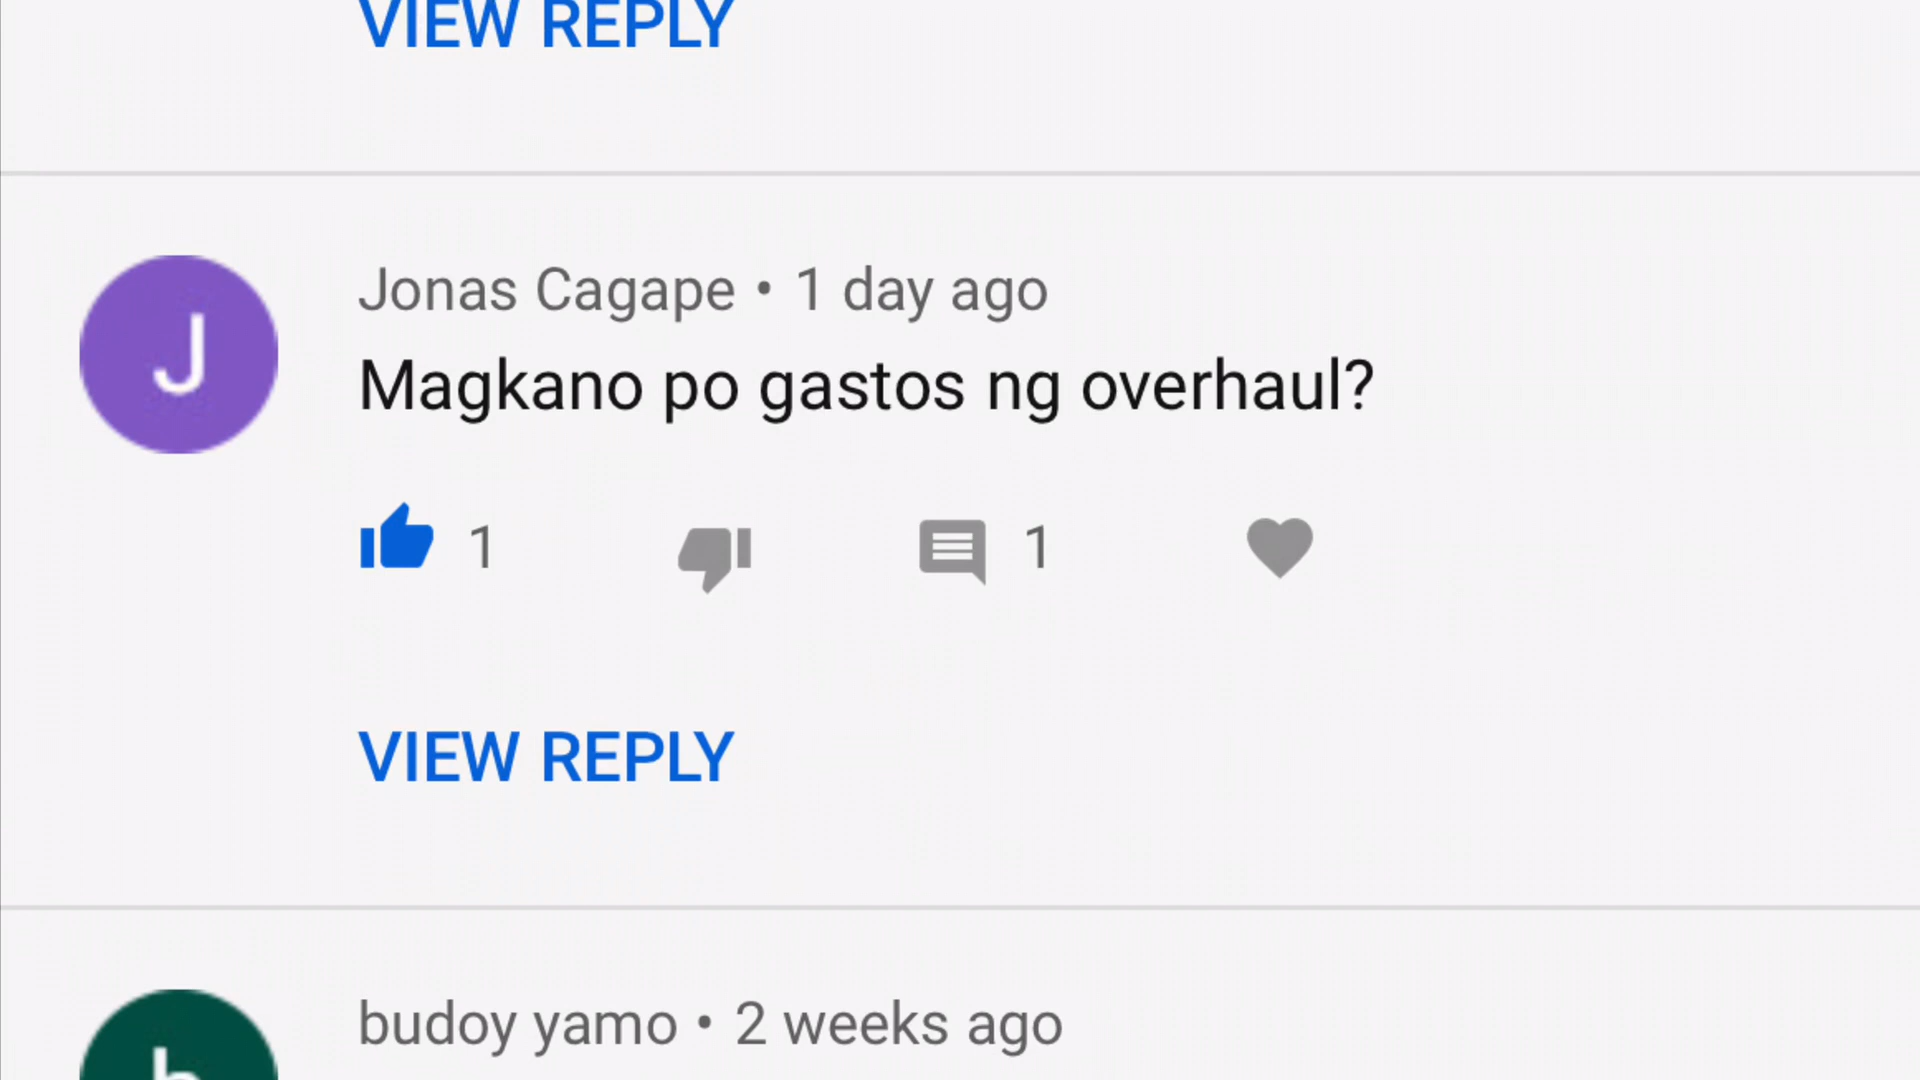 VIEW REPLY
Jonas Cagape • 1 day ago
J
Magkano po gastos ng overhaul?
1 1
VIEW REPLY
budoy yamo • 2 weeks ago
b